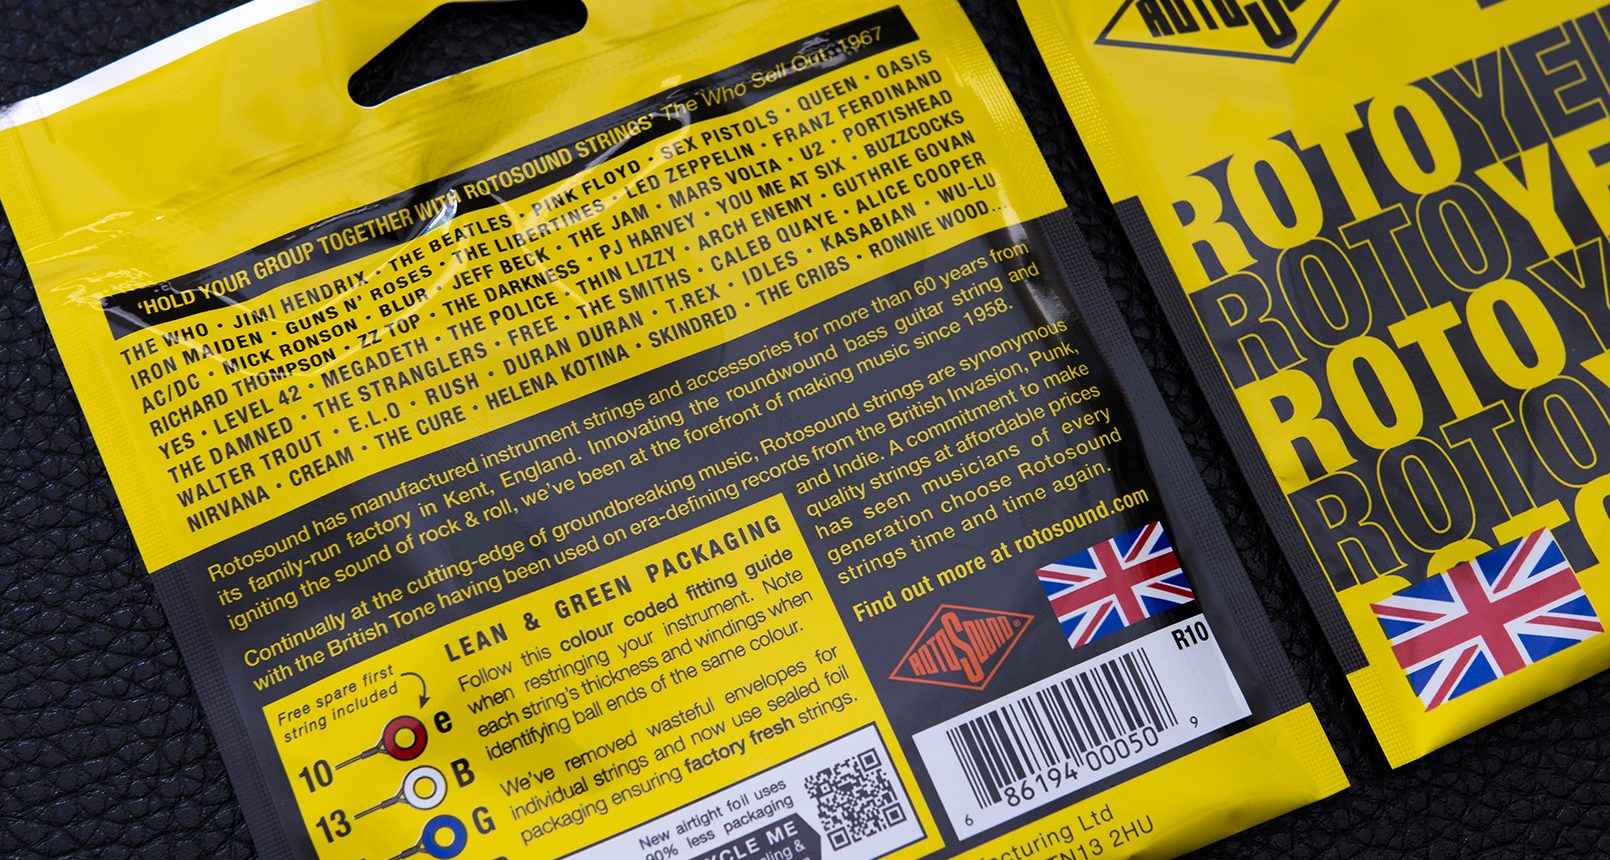 'HOLD YOUR GROUP TOGETHER WITH ROTOSOUND STRINGS' The Who Sell Out, 1967
THE WHO · JIMI HENDRIX · THE BEATLES · PINK FLOYD · SEX PISTOLS · QUEEN · OASIS
IRON MAIDEN · GUNS N' ROSES · THE LIBERTINES · LED ZEPPELIN · FRANZ FERDINAND
AC/DC · MICK RONSON · BLUR · JEFF BECK · THE JAM · MARS VOLTA · U2 · PORTISHEAD
RICHARD THOMPSON · ZZ TOP · THE DARKNESS · PJ HARVEY · YOU ME AT SIX · BUZZCOCKS
YES · LEVEL 42 · MEGADETH · THE POLICE · THIN LIZZY · ARCH ENEMY · GUTHRIE GOVAN
THE DAMNED · THE STRANGLERS · FREE · THE SMITHS · CALEB QUAYE · ALICE COOPER
WALTER TROUT · E.L.O · RUSH · DURAN DURAN · T.REX · IDLES · KASABIAN · WU-LU
NIRVANA · CREAM · THE CURE · HELENA KOTINA · SKINDRED · THE CRIBS · RONNIE WOOD...
Rotosound has manufactured instrument strings and accessories for more than 60 years from
its family-run factory in Kent, England. Innovating the roundwound bass guitar string and
igniting the sound of rock & roll, we've been at the forefront of making music since 1958.
Continually at the cutting-edge of groundbreaking music, Rotosound strings are synonymous
with the British Tone having been used on era-defining records from the British Invasion, Punk,
and Indie. A commitment to make
quality strings at affordable prices
has seen musicians of every
generation choose Rotosound
strings time and time again.
Find out more at rotosound.com
LEAN & GREEN PACKAGING
Follow this colour coded fitting guide
when restringing your instrument. Note
each string's thickness and windings when
identifying ball ends of the same colour.
We've removed wasteful envelopes for
individual strings and now use sealed foil
packaging ensuring factory fresh strings.
Free spare first
string included
10 e
13 B
G
New airtight foil uses
90% less packaging
CYCLE ME
ROTOSOUND®
R10
6 86194 00050 9
cturing Ltd
TN13 2HU
ROTOSOUND
ROTOYE
ROTOYE
ROTOY
ROTOY